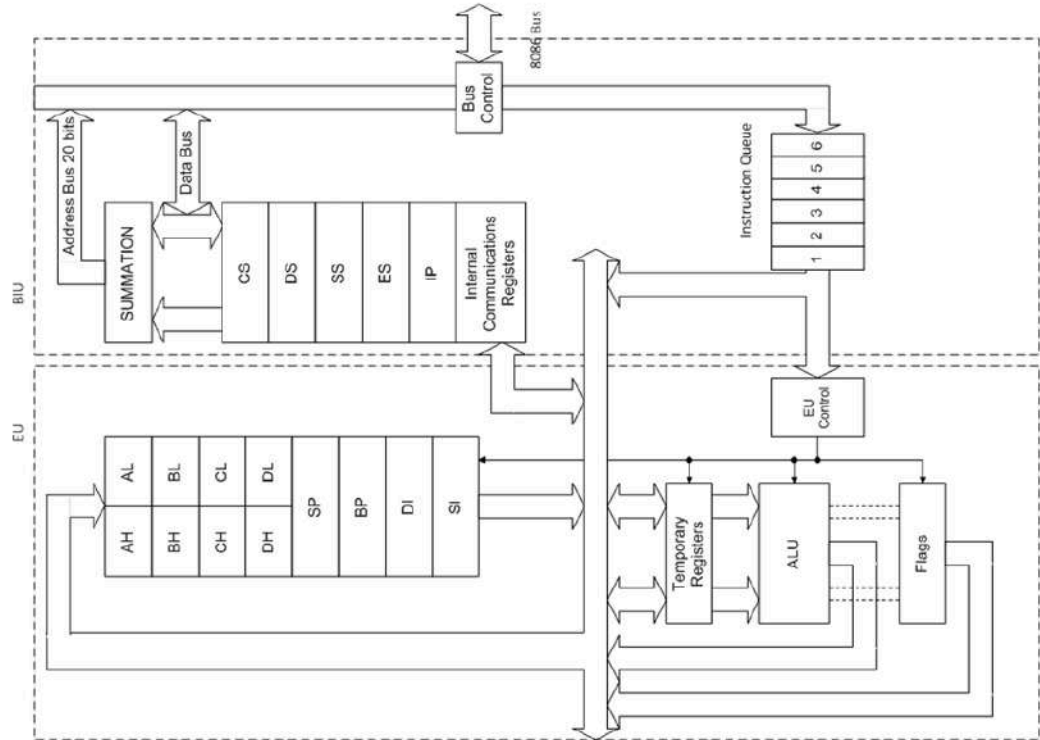 EU
BIU
AH
AL
BH
BL
CH
CL
DH
DL
SP
BP
DI
SI
SUMMATION
CS
DS
SS
ES
IP
Internal
Communications
Registers
Address Bus 20 bits
Data Bus
Bus
Control
8086 Bus
Temporary
Registers
ALU
Flags
EU
Control
Instruction Queue
1 2 3 4 5 6